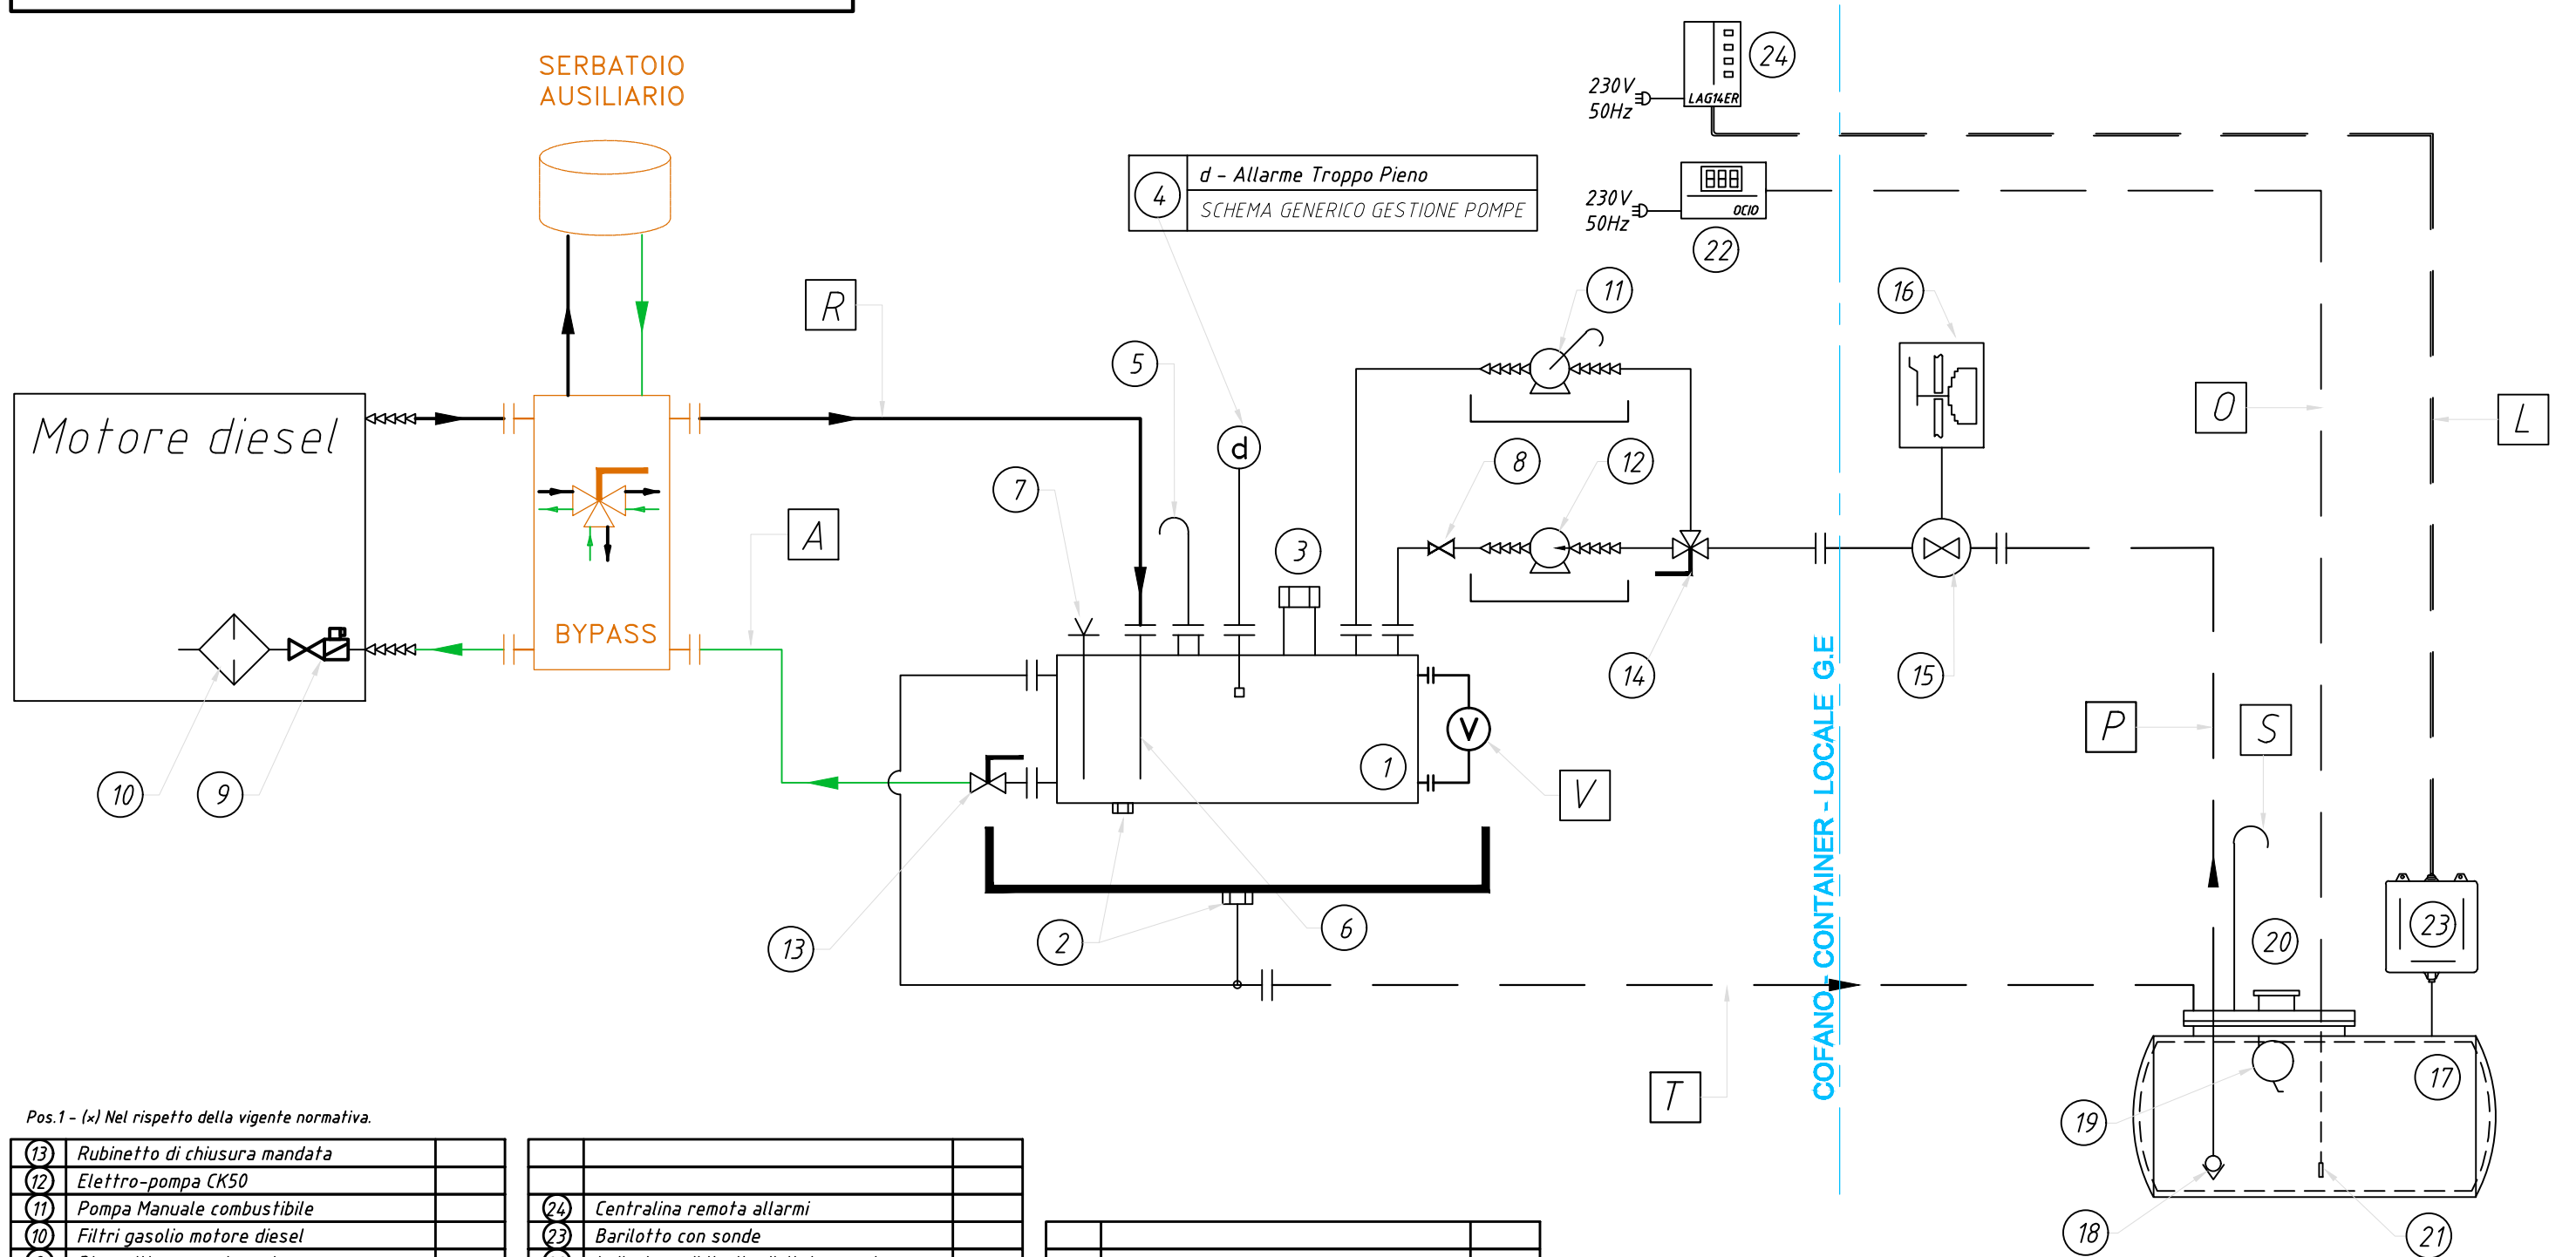 SERBATOIO
AUSILIARIO
24
230V
50Hz
LAG14ER
4
d - Allarme Troppo Pieno
SCHEMA GENERICO GESTIONE POMPE
230V
50Hz
OCIO
22
R
11
16
5
O
L
Motore diesel
d
7
8
12
A
3
BYPASS
14
15
V
1
P
S
10
9
V
13
2
6
20
23
COFANO - CONTAINER - LOCALE G.E
T
17
19
18
21
Pos.1 - (x) Nel rispetto della vigente normativa.
13 Rubinetto di chiusura mandata
12 Elettro-pompa CK50
11 Pompa Manuale combustibile
24 Centralina remota allarmi
10 Filtri gasolio motore diesel
23 Barilotto con sonde